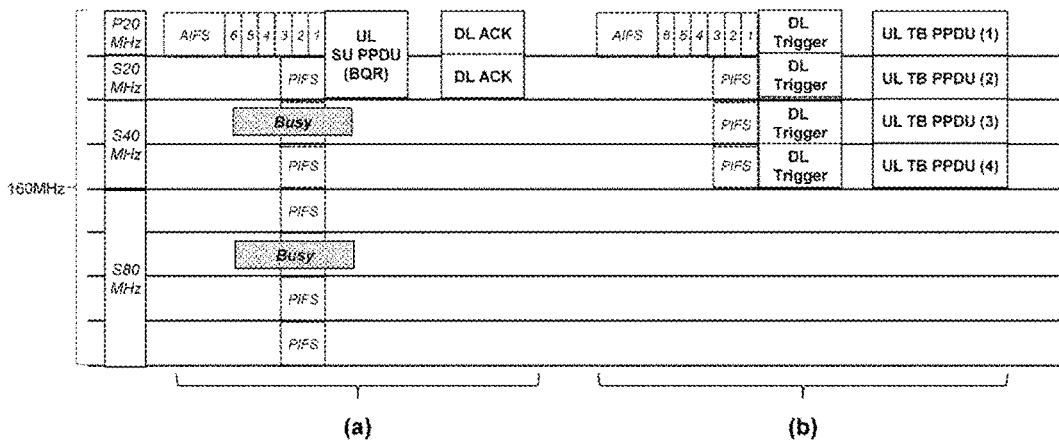 P20
MHz
AIFS
6 5 4 3 2 1
UL
SU PPDU
(BQR)
DL ACK
AIFS
6 5 4 3 2 1
DL
Trigger
UL TB PPDU (1)
S20
MHz
PIFS
DL ACK
PIFS
DL
Trigger
UL TB PPDU (2)
S40
MHz
Busy
PIFS
DL
Trigger
UL TB PPDU (3)
PIFS
PIFS
DL
Trigger
UL TB PPDU (4)
160MHz
PIFS
S80
MHz
Busy
PIFS
PIFS
(a)
(b)